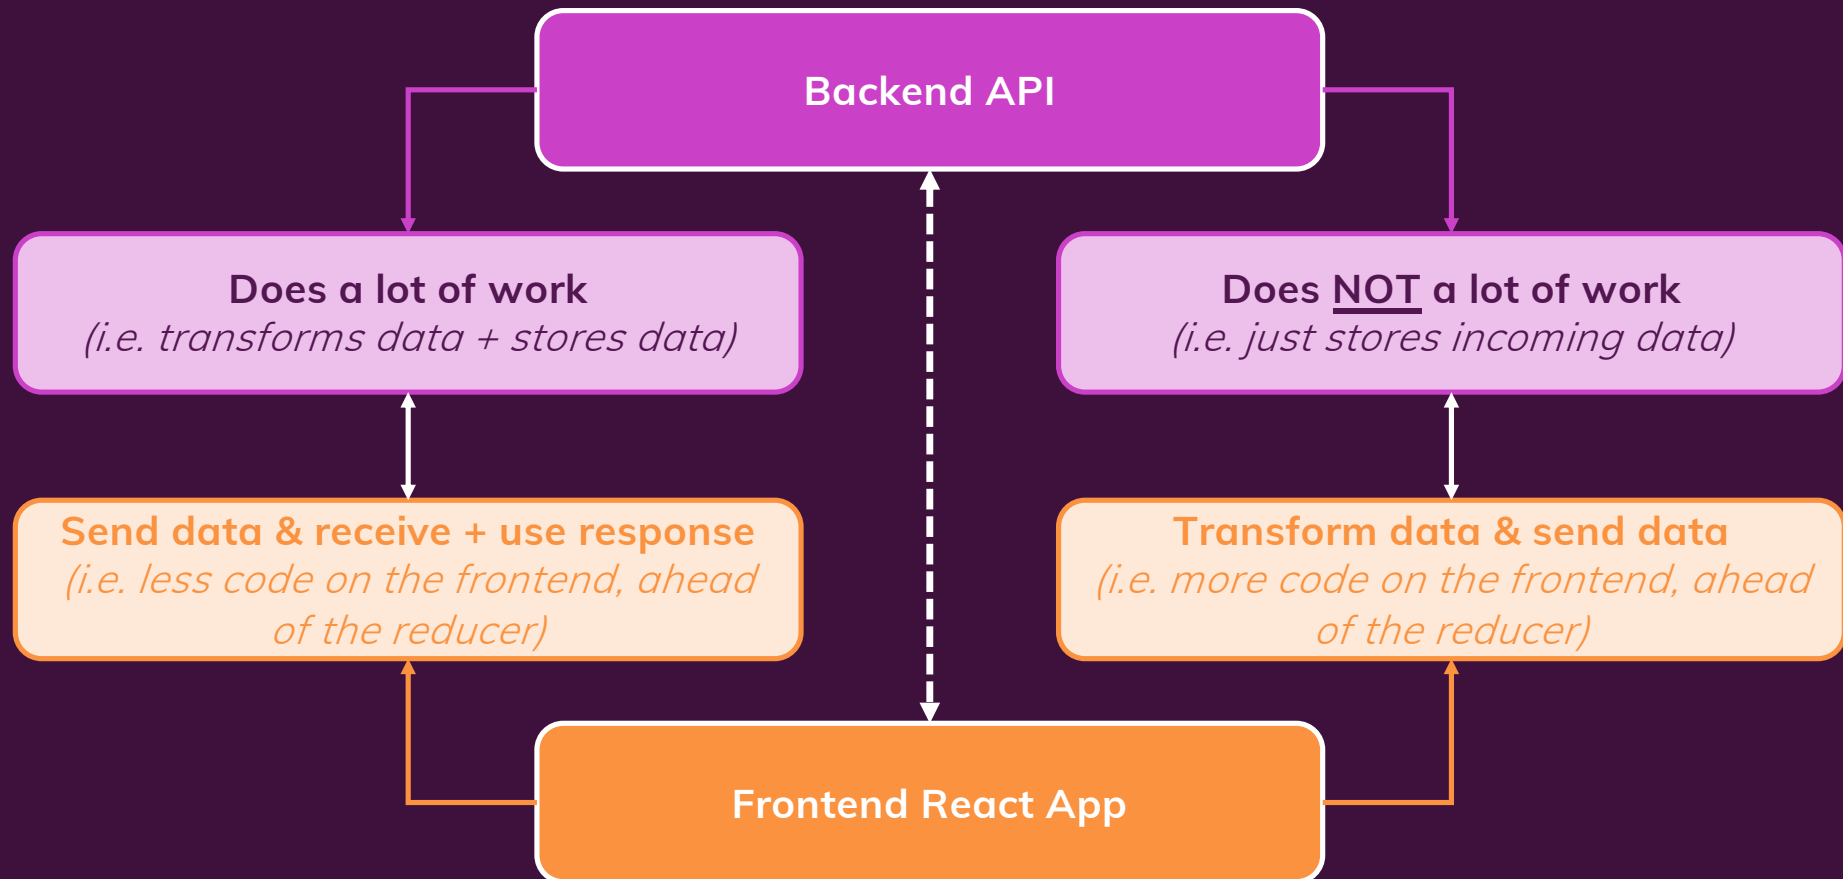 Backend API
Does a lot of work
(i.e. transforms data + stores data)
Does NOT a lot of work
(i.e. just stores incoming data)
Send data & receive + use response
(i.e. less code on the frontend, ahead
of the reducer)
Transform data & send data
(i.e. more code on the frontend, ahead
of the reducer)
Frontend React App